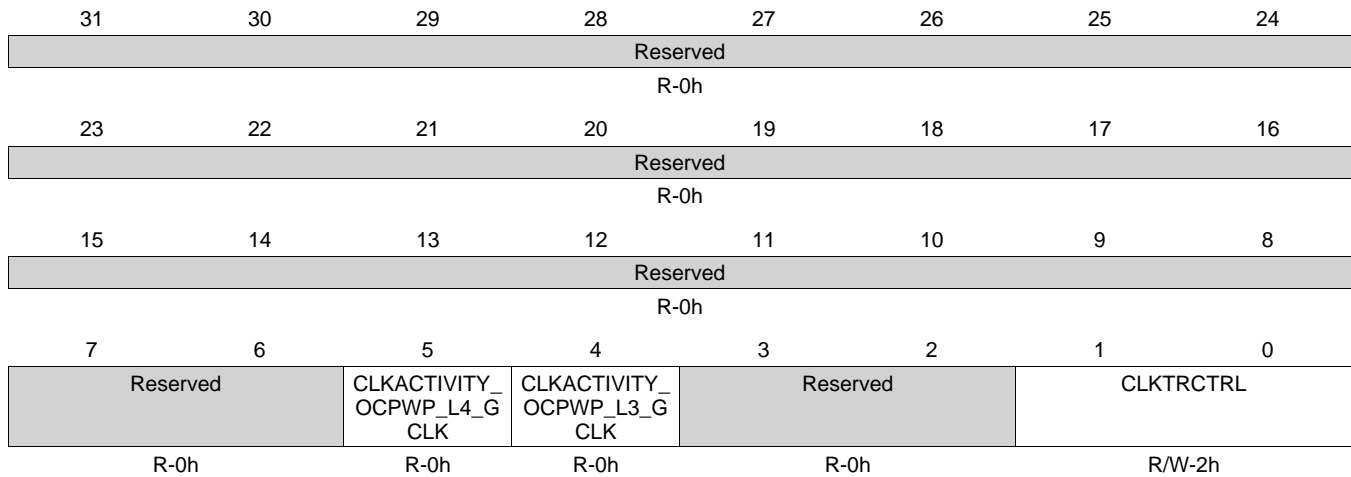 31 30 29 28 27 26 25 24
Reserved
R-0h
23 22 21 20 19 18 17 16
Reserved
R-0h
15 14 13 12 11 10 9 8
Reserved
R-0h
7 6 5 4 3 2 1 0
Reserved CLKACTIVITY_ CLKACTIVITY_ Reserved CLKTRCTRL
OCPWP_L4_G OCPWP_L3_G
CLK CLK
R-0h R-0h R-0h R-0h R/W-2h